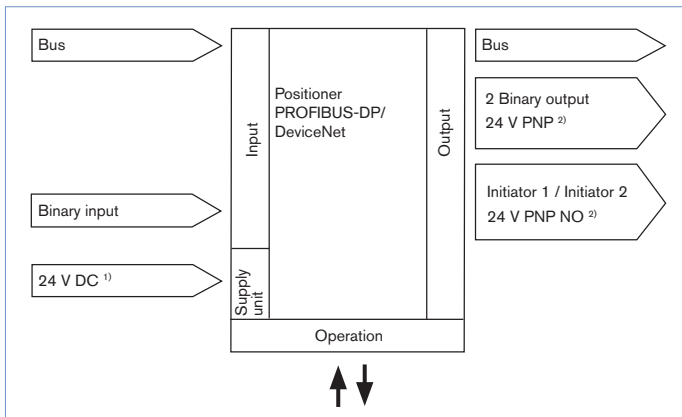 Bus
Binary input
24 V DC 1)
Input
Supply
unit
Positioner
PROFIBUS-DP/
DeviceNet
Output
Operation
Bus
2 Binary output
24 V PNP 2)
Initiator 1 / Initiator 2
24 V PNP NO 2)